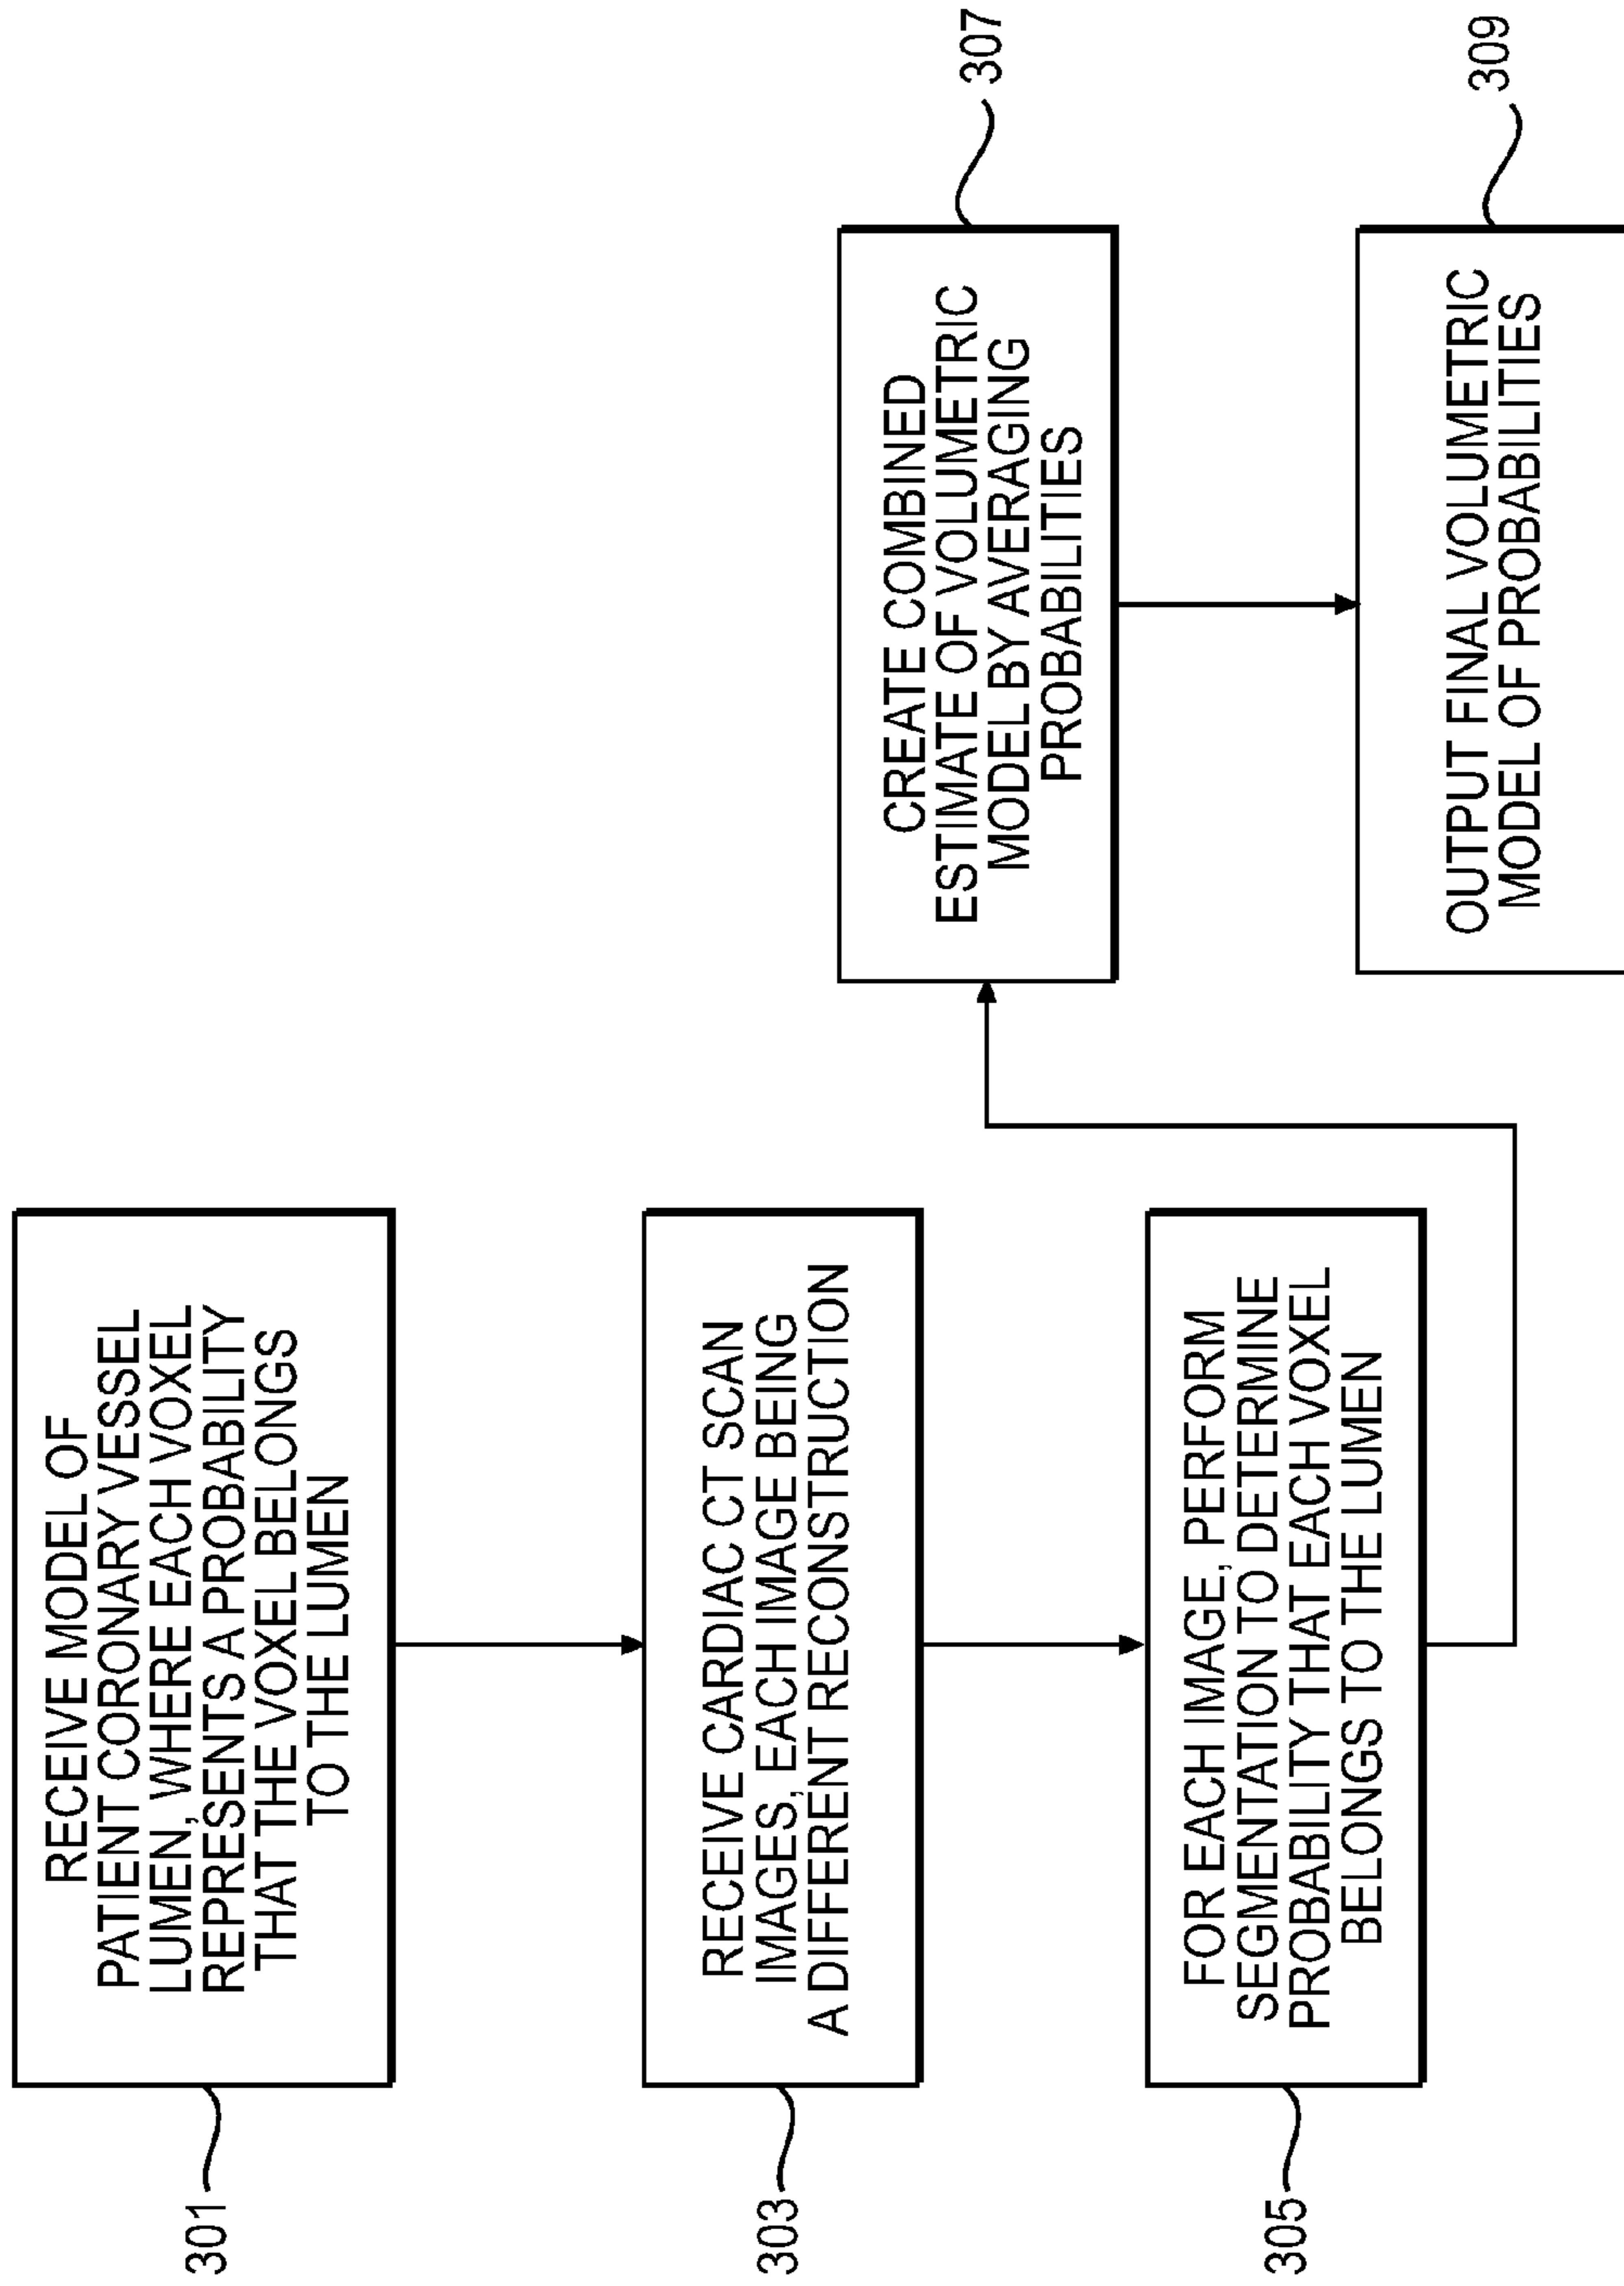 301
RECEIVE MODEL OF
PATIENT CORONARY VESSEL
LUMEN, WHERE EACH VOXEL
REPRESENTS A PROBABILITY
THAT THE VOXEL BELONGS
TO THE LUMEN
303
RECEIVE CARDIAC CT SCAN
IMAGES, EACH IMAGE BEING
A DIFFERENT RECONSTRUCTION
305
FOR EACH IMAGE, PERFORM
SEGMENTATION TO DETERMINE
PROBABILITY THAT EACH VOXEL
BELONGS TO THE LUMEN
307
CREATE COMBINED
ESTIMATE OF VOLUMETRIC
MODEL BY AVERAGING
PROBABILITIES
309
OUTPUT FINAL VOLUMETRIC
MODEL OF PROBABILITIES